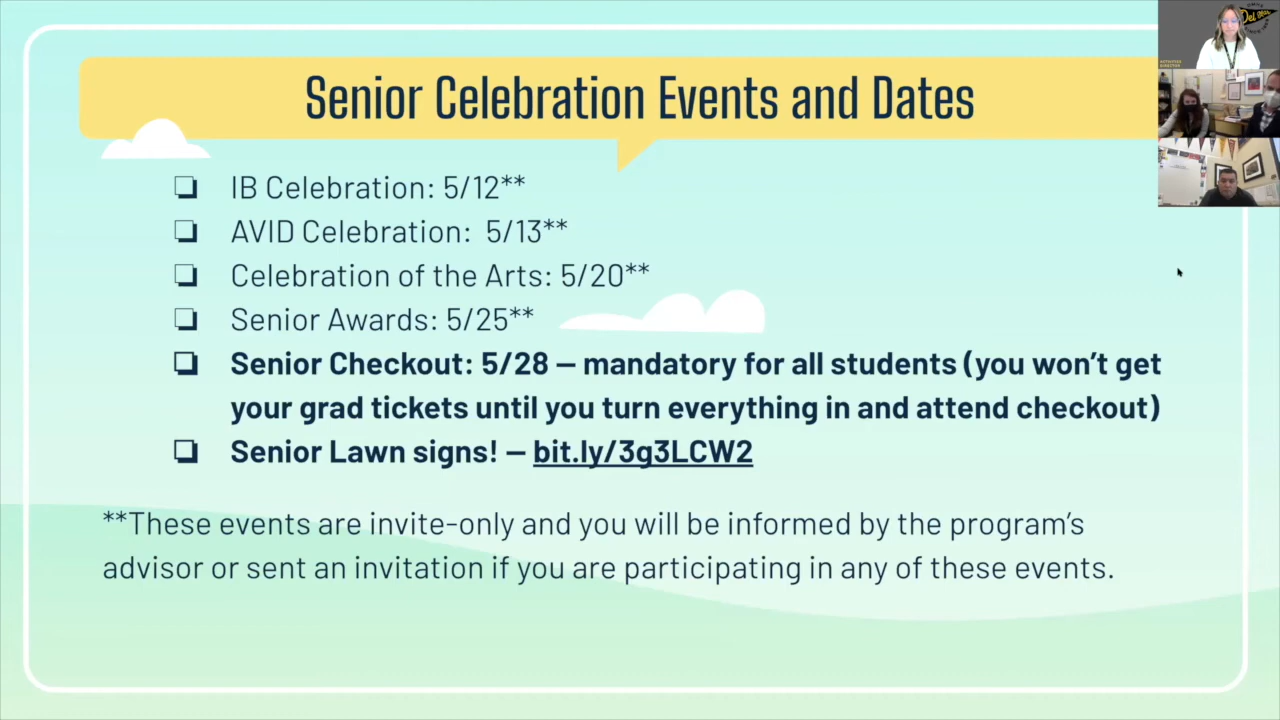 Senior Celebration Events and Dates
❏ IB Celebration: 5/12**
❏ AVID Celebration: 5/13**
❏ Celebration of the Arts: 5/20**
❏ Senior Awards: 5/25**
❏ Senior Checkout: 5/28 – mandatory for all students (you won't get
your grad tickets until you turn everything in and attend checkout)
❏ Senior Lawn signs! – bit.ly/3g3LCW2
**These events are invite-only and you will be informed by the program's
advisor or sent an invitation if you are participating in any of these events.